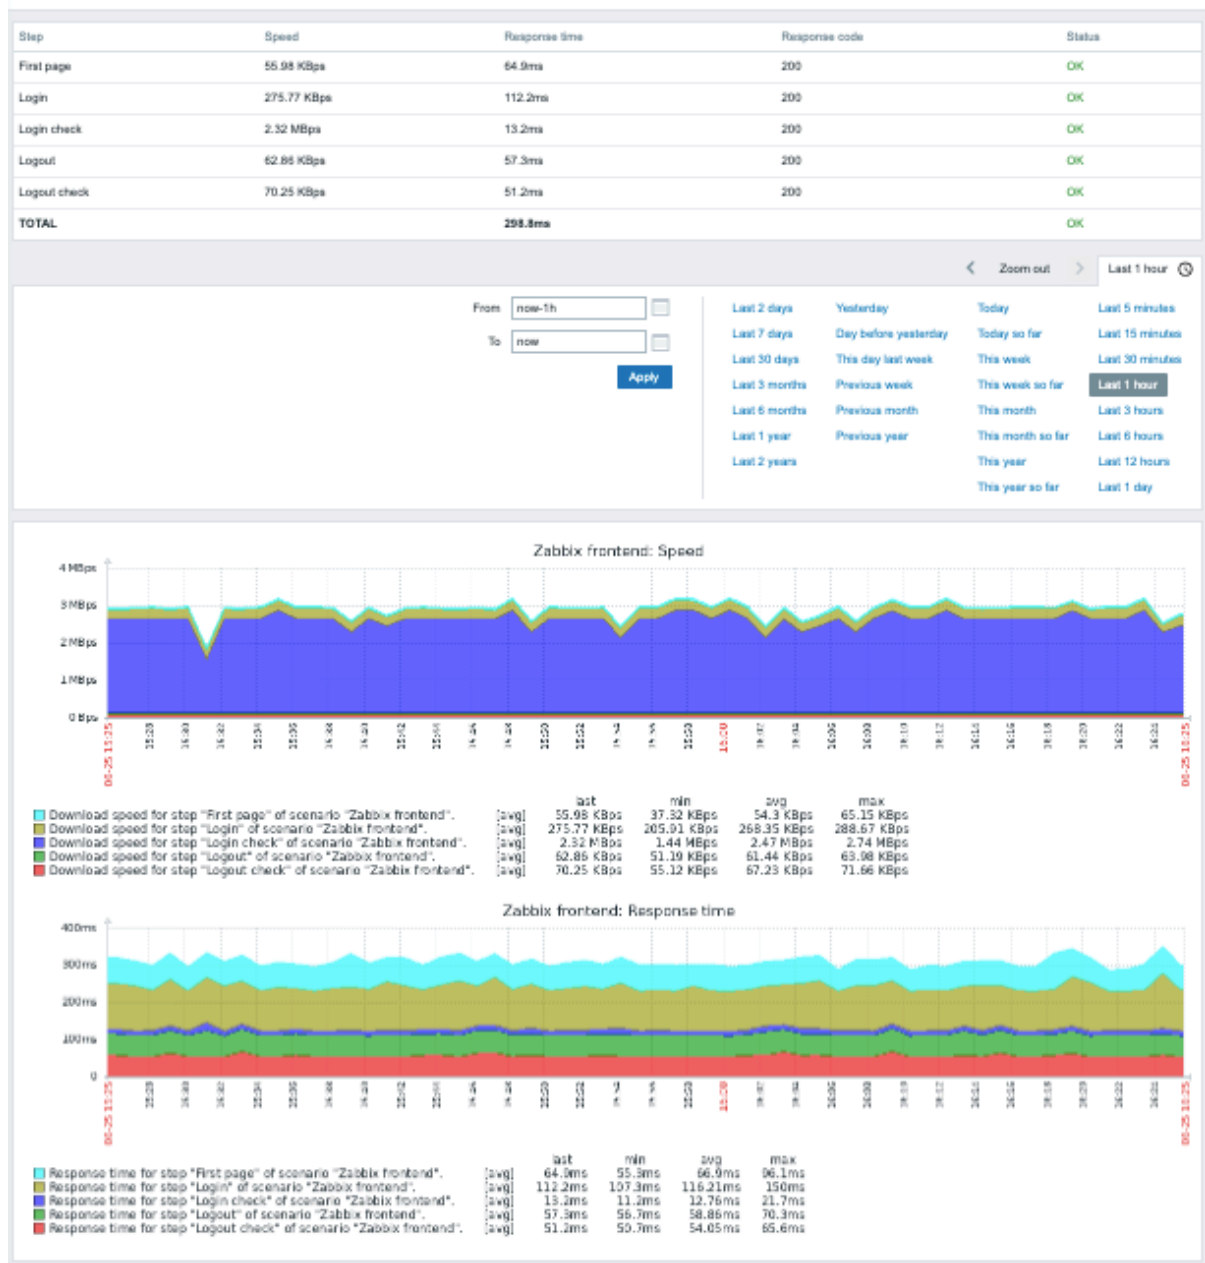 Step Speed Response time Response code Status
First page 55.98 KBps 64.9ms 200 OK
Login 275.77 KBps 112.2ms 200 OK
Login check 2.32 MBps 13.2ms 200 OK
Logout 62.86 KBps 57.3ms 200 OK
Logout check 70.25 KBps 51.2ms 200 OK
TOTAL 298.8ms OK
Zoom out Last 1 hour
From now-1h
To now
Apply
Last 2 days Yesterday Today Last 5 minutes
Last 7 days Day before yesterday Today so far Last 15 minutes
Last 30 days This day last week This week Last 30 minutes
Last 3 months Previous week This week so far Last 1 hour
Last 6 months Previous month This month Last 3 hours
Last 1 year Previous year This month so far Last 6 hours
Last 2 years This year Last 12 hours
This year so far Last 1 day
Zabbix frontend: Speed
4 MBps
3 MBps
2 MBps
1 MBps
0 Bps
last min avg max
Download speed for step "First page" of scenario "Zabbix frontend". [avg] 55.98 KBps 37.32 KBps 54.3 KBps 65.15 KBps
Download speed for step "Login" of scenario "Zabbix frontend". [avg] 275.77 KBps 205.91 KBps 268.35 KBps 288.67 KBps
Download speed for step "Login check" of scenario "Zabbix frontend". [avg] 2.32 MBps 1.44 MBps 2.47 MBps 2.74 MBps
Download speed for step "Logout" of scenario "Zabbix frontend". [avg] 62.86 KBps 51.19 KBps 61.44 KBps 63.98 KBps
Download speed for step "Logout check" of scenario "Zabbix frontend". [avg] 70.25 KBps 55.12 KBps 67.23 KBps 71.66 KBps
Zabbix frontend: Response time
400ms
300ms
200ms
100ms
0
last min avg max
Response time for step "First page" of scenario "Zabbix frontend". [avg] 64.9ms 55.3ms 66.9ms 96.1ms
Response time for step "Login" of scenario "Zabbix frontend". [avg] 112.2ms 107.3ms 116.21ms 150ms
Response time for step "Login check" of scenario "Zabbix frontend". [avg] 13.2ms 11.2ms 12.76ms 21.7ms
Response time for step "Logout" of scenario "Zabbix frontend". [avg] 57.3ms 56.7ms 58.86ms 70.3ms
Response time for step "Logout check" of scenario "Zabbix frontend". [avg] 51.2ms 50.7ms 54.05ms 65.6ms